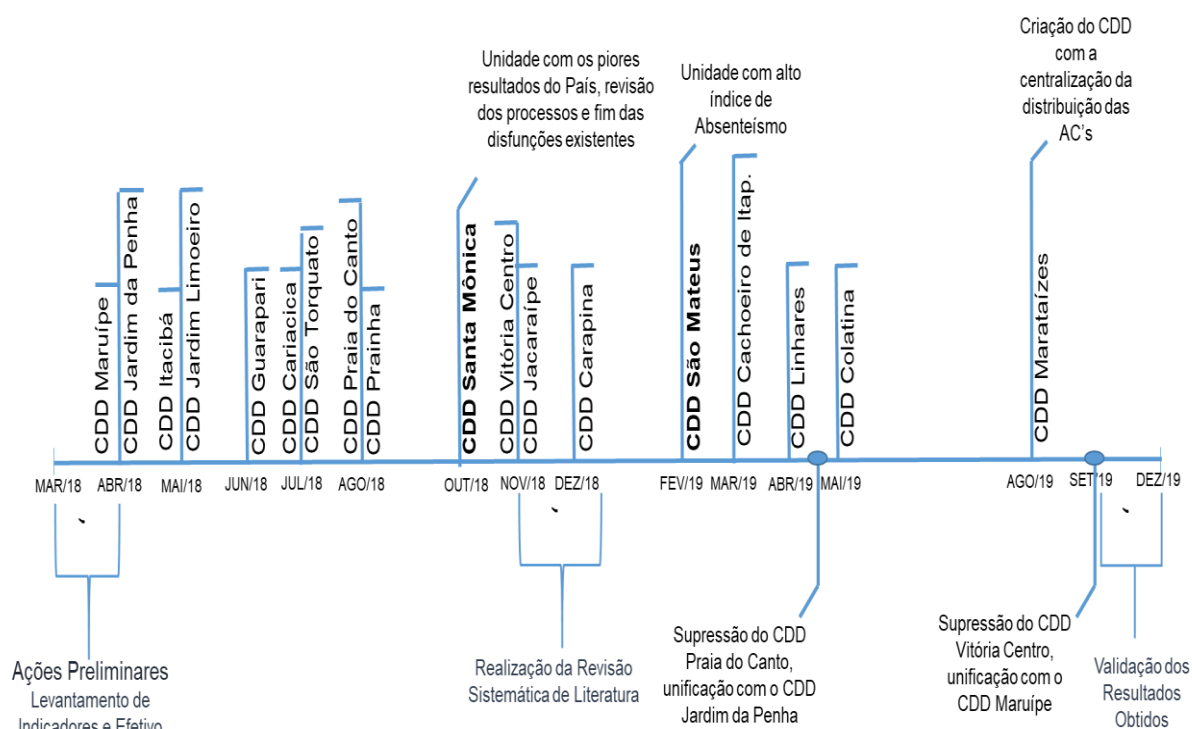 Unidade com os piores
resultados do País, revisão
dos processos e fim das
disfunções existentes
Unidade com alto
índice de
Absenteísmo
Criação do CDD
com a
centralização da
distribuição das
AC's
CDD Maruípe
CDD Jardim da Penha
CDD Itacibá
CDD Jardim Limoeiro
CDD Guarapari
CDD Cariacica
CDD São Torquato
CDD Praia do Canto
CDD Prainha
CDD Santa Mônica
CDD Vitória Centro
CDD Jacaraípe
CDD Carapina
CDD São Mateus
CDD Cachoeiro de Itap.
CDD Linhares
CDD Colatina
CDD Marataízes
MAR/18
ABR/18
MAI/18
JUN/18
JUL/18
AGO/18
OUT/18
NOV/18
DEZ/18
FEV/19
MAR/19
ABR/19
MAI/19
AGO/19
SET/19
DEZ/19
Ações Preliminares
Levantamento de
Indicadores e Efetivo
Realização da Revisão
Sistemática de Literatura
Supressão do CDD
Praia do Canto,
unificação com o CDD
Jardim da Penha
Supressão do CDD
Vitória Centro,
unificação com o
CDD Maruípe
Validação dos
Resultados
Obtidos